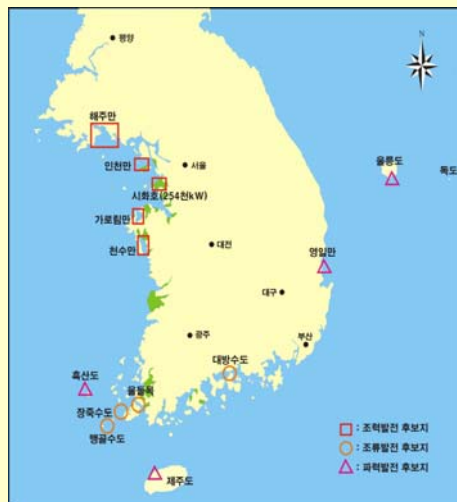 N
평양
해주만
인천만
서울
울릉도
독도
시화호(254천kW)
가로림만
천수만
대전
영일만
대구
광주
부산
대방수도
흑산도
울돌목
장죽수도
맹골수도
제주도
: 조력발전 후보지
: 조류발전 후보지
: 파력발전 후보지